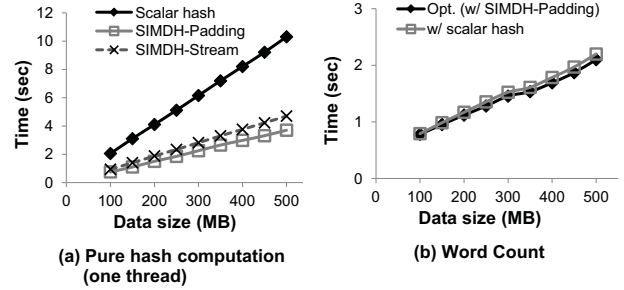 12
10
8
6
4
2
0
Time (sec)
Scalar hash
SIMDH-Padding
SIMDH-Stream
0 100 200 300 400 500
Data size (MB)
(a) Pure hash computation
(one thread)
3
2
1
0
Time (sec)
Opt. (w/ SIMDH-Padding)
w/ scalar hash
0 100 200 300 400 500
Data size (MB)
(b) Word Count